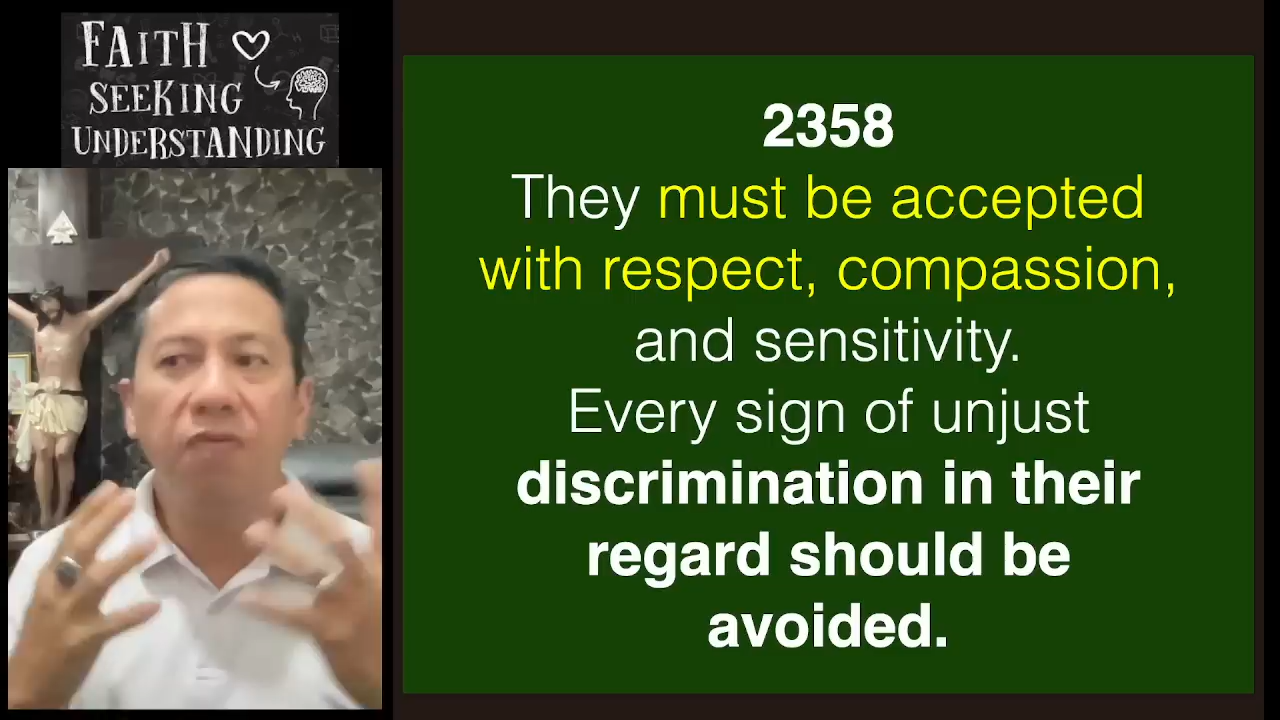 FAITH
SEEKING
UNDERSTANDING
2358
They must be accepted
with respect, compassion,
and sensitivity.
Every sign of unjust
discrimination in their
regard should be
avoided.